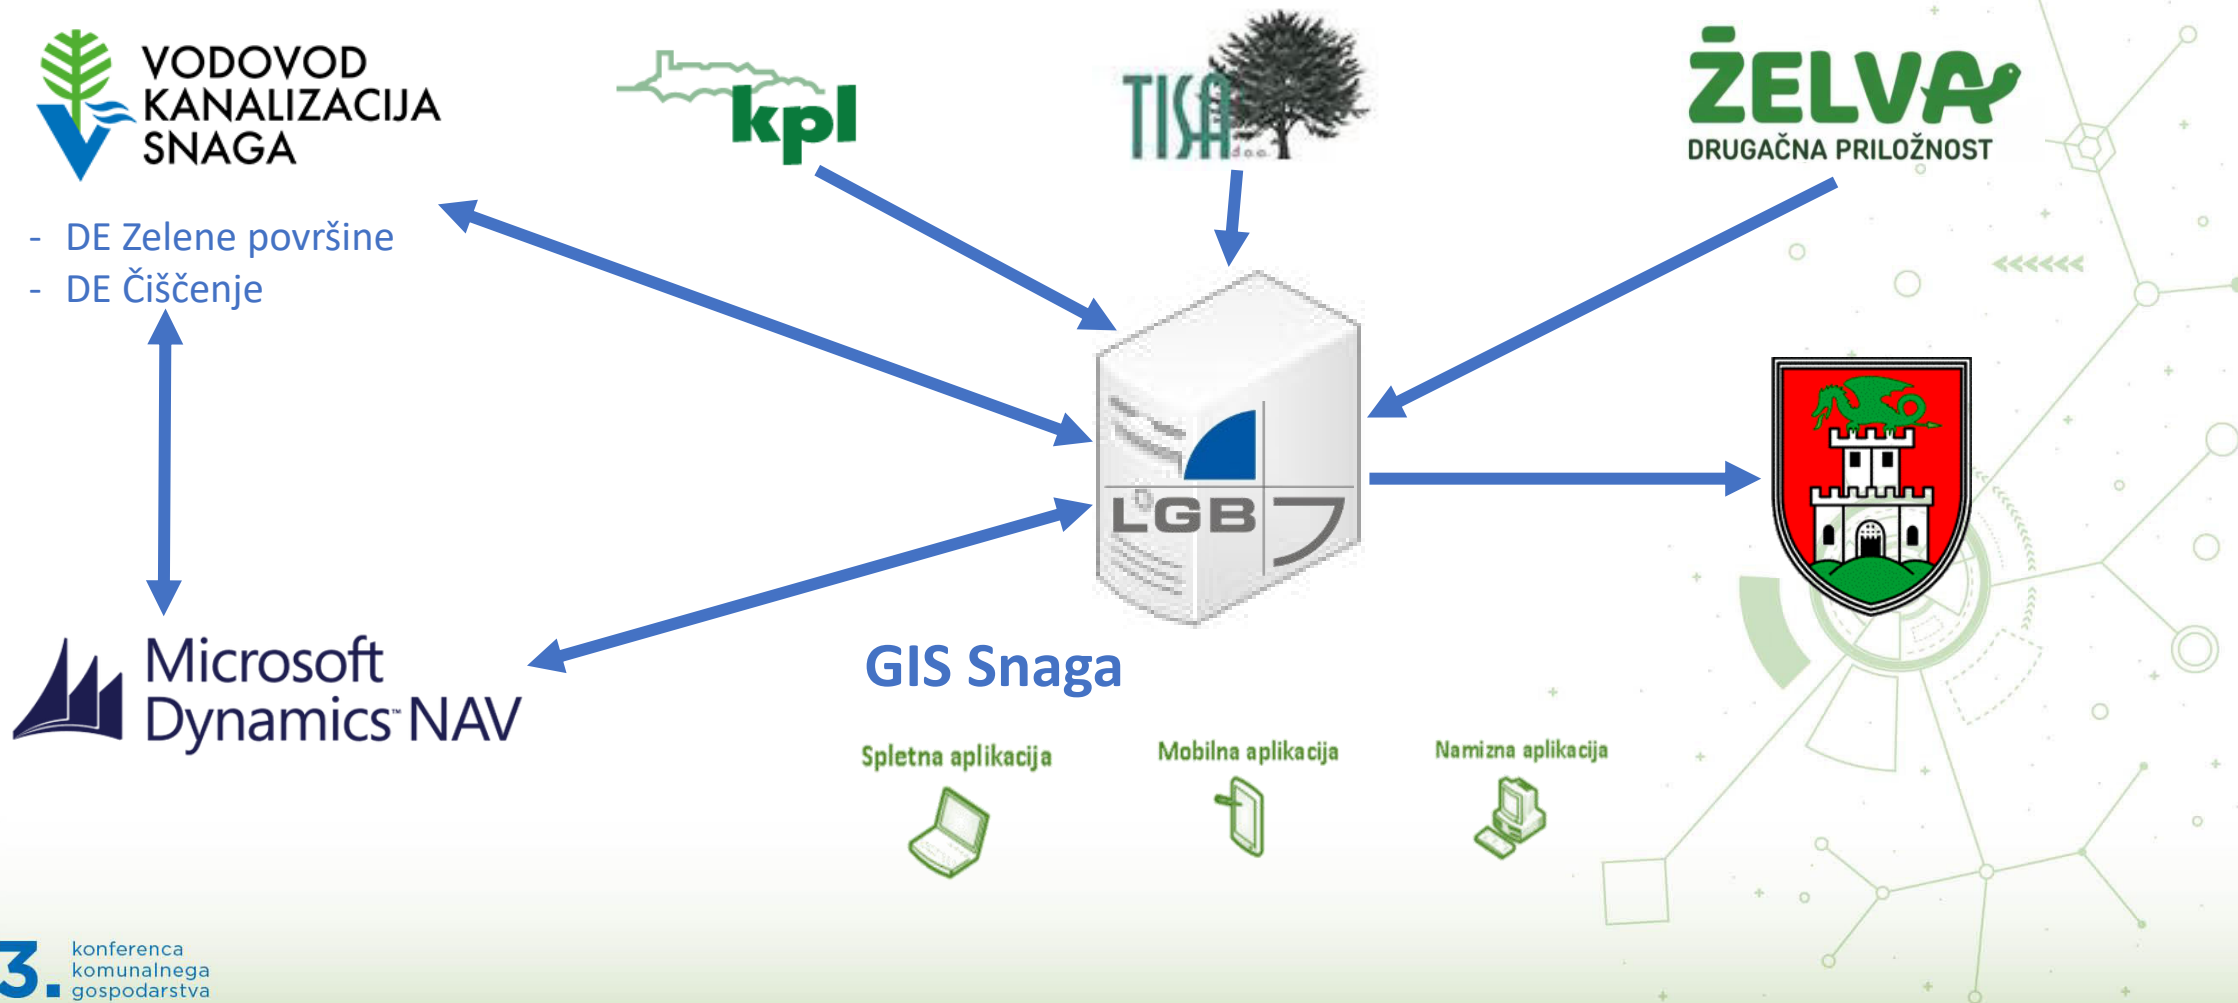 VODOVOD
KANALIZACIJA
SNAGA
kpl
TISA
d.o.o.
ŽELVA
DRUGAČNA PRILOŽNOST
- DE Zelene površine
- DE Čiščenje
LGB
Microsoft
Dynamics™ NAV
GIS Snaga
Spletna aplikacija
Mobilna aplikacija
Namizna aplikacija
3. konferenca
komunalnega
gospodarstva